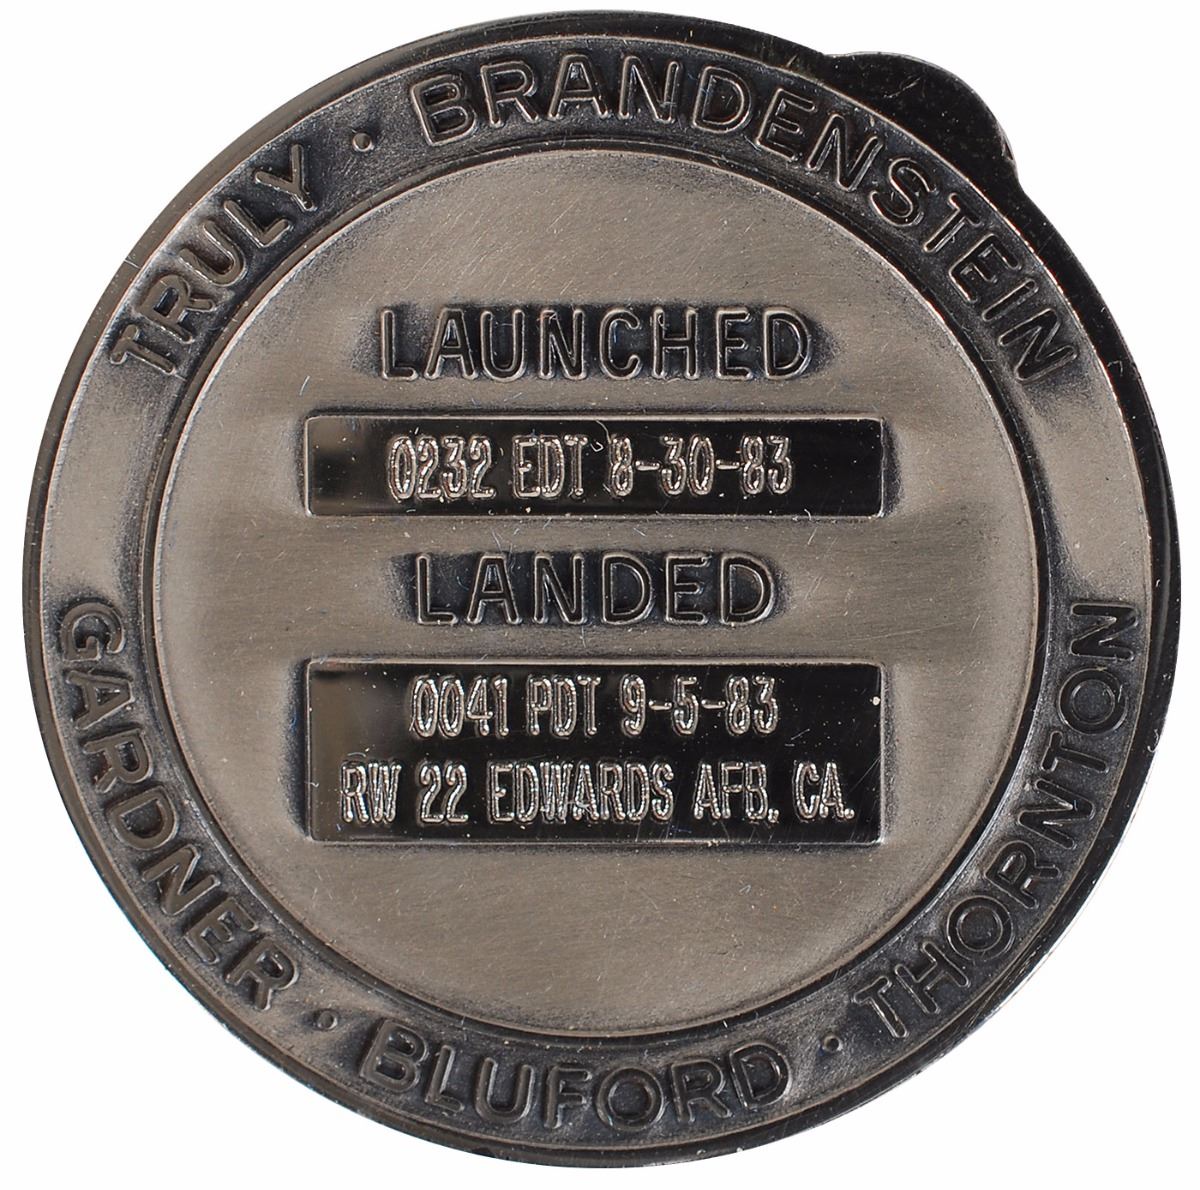 TRULY · BRANDENSTEIN
LAUNCHED
0232 EDT 8-30-83
LANDED
0041 PDT 9-5-83
RW 22 EDWARDS AFB, CA.
GARDNER · BLUFORD · THORNTON